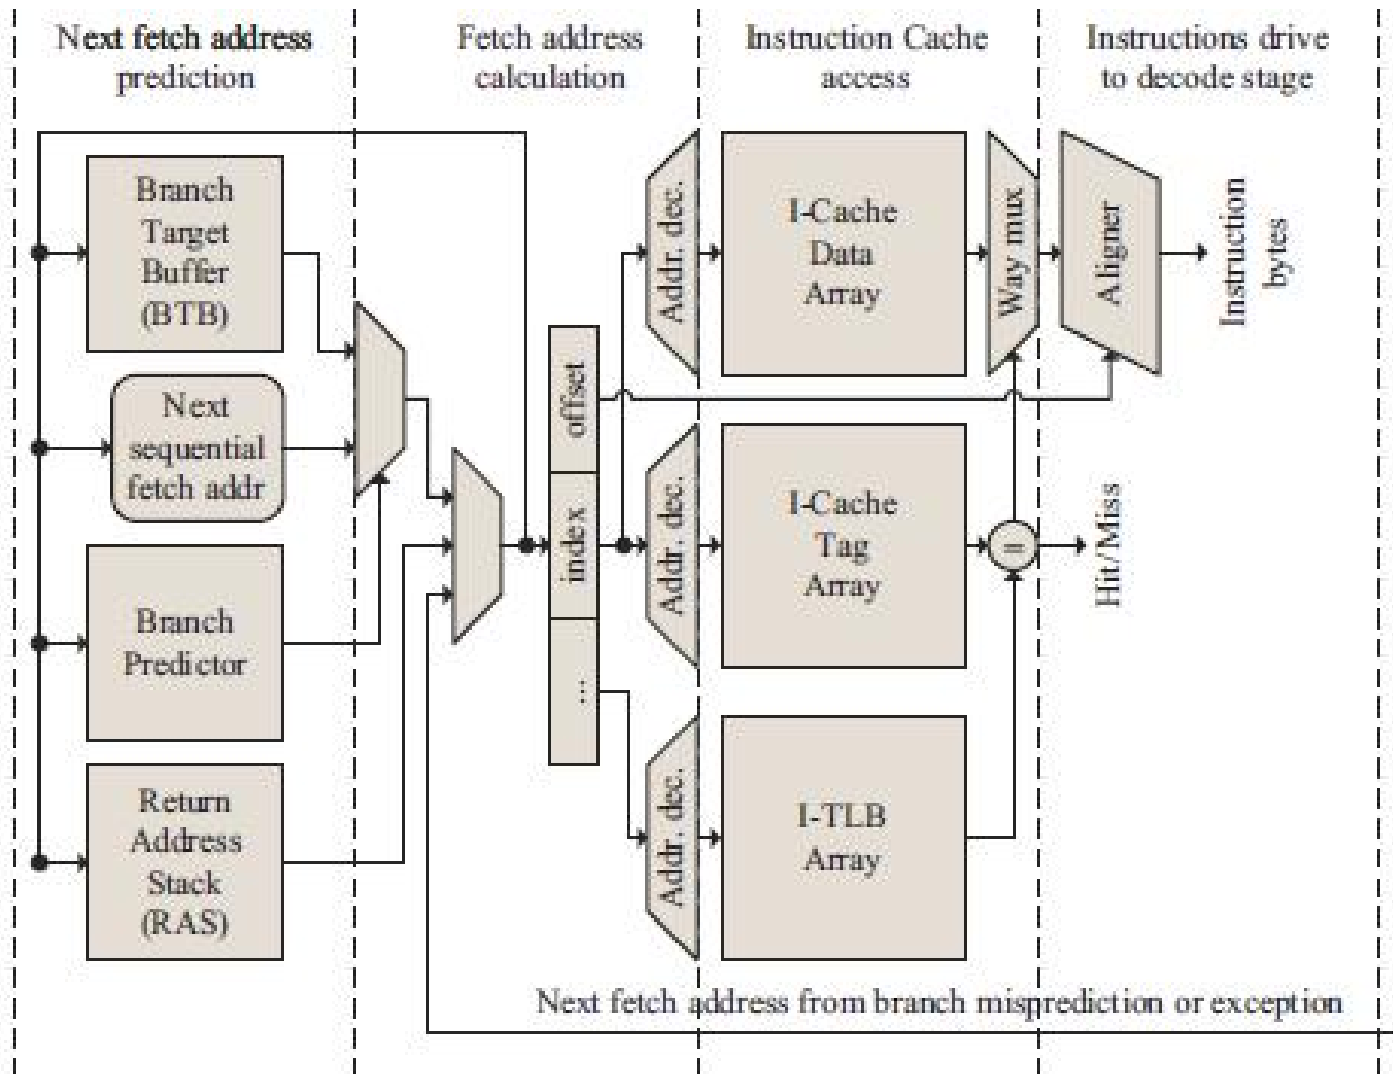 Next fetch address
prediction
Fetch address
calculation
Instruction Cache
access
Instructions drive
to decode stage
Branch
Target
Buffer
(BTB)
Next
sequential
fetch addr
Branch
Predictor
Return
Address
Stack
(RAS)
offset
index
...
Addr. dec.
I-Cache
Data
Array
Way mux
Aligner
Instruction
bytes
Addr. dec.
I-Cache
Tag
Array
=
Hit/Miss
Addr. dec.
I-TLB
Array
Next fetch address from branch misprediction or exception